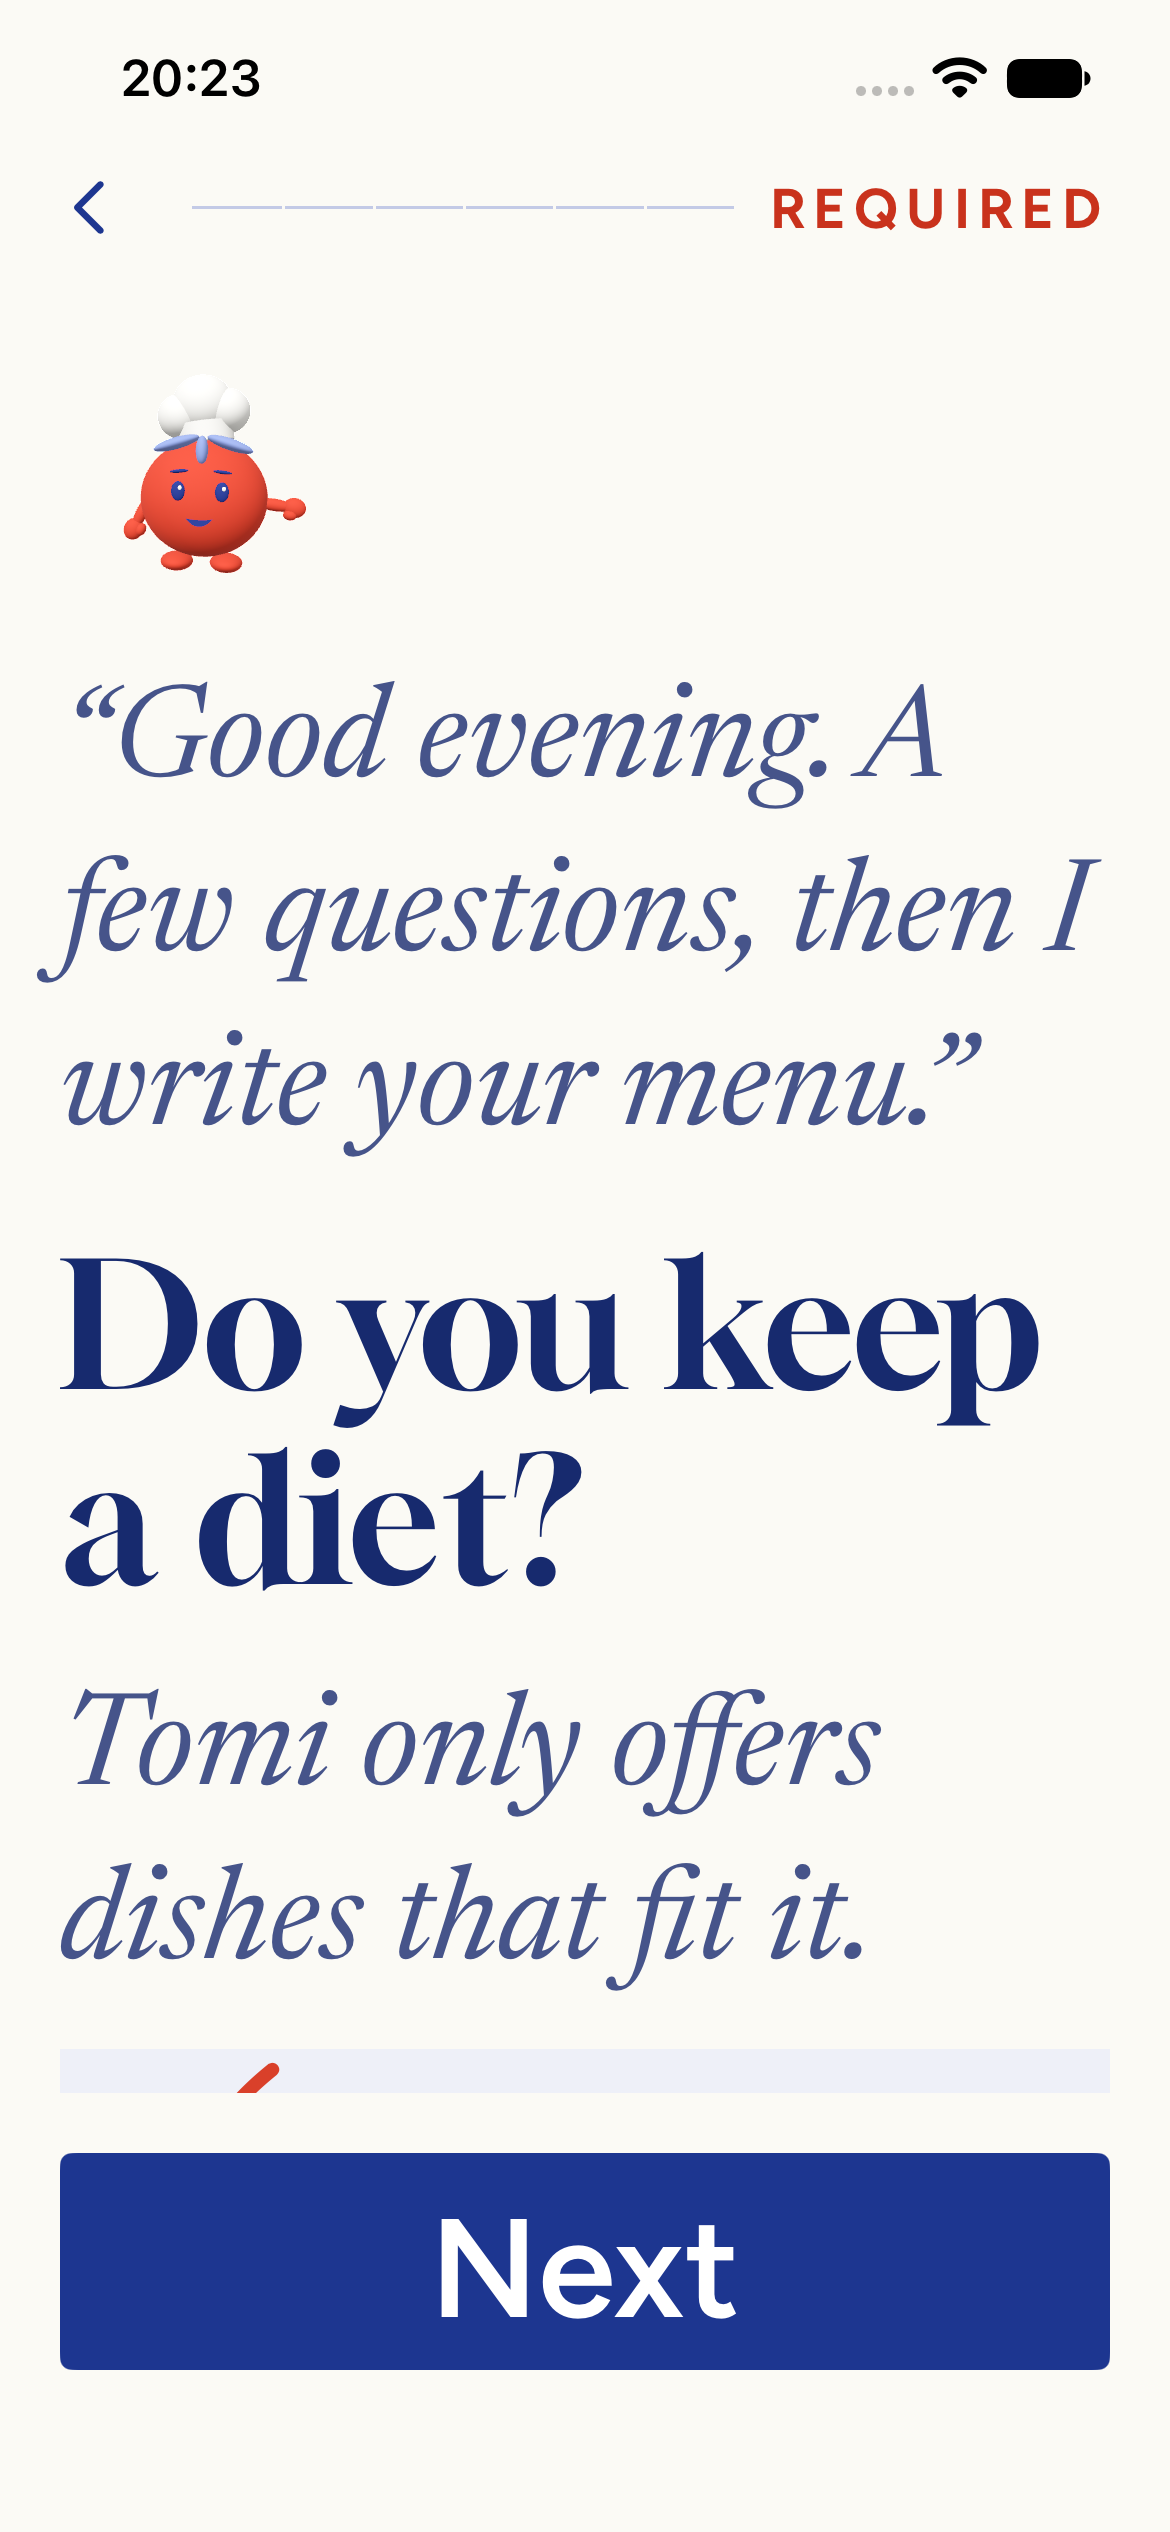 20:23
REQUIRED
“Good evening. A
few questions, then I
write your menu.”
Do you keep
a diet?
Tomi only offers
dishes that fit it.
Next